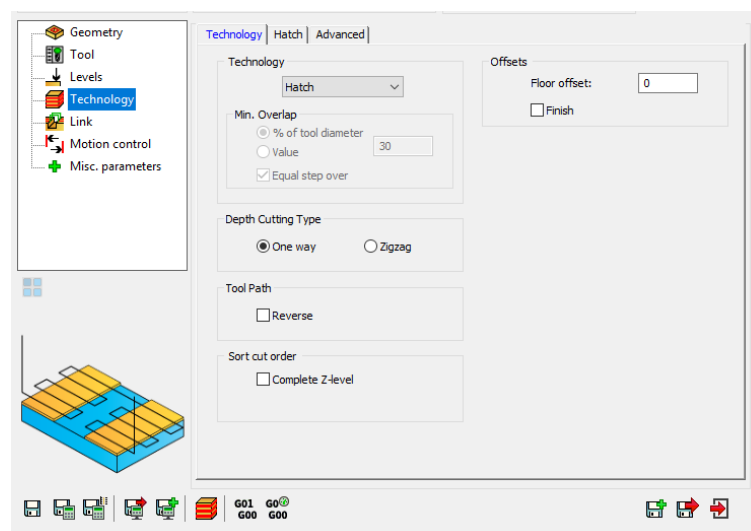 Geometry
Tool
Levels
Technology
Link
Motion control
Misc. parameters
Technology
Hatch
Advanced
Technology
Hatch
Min. Overlap
% of tool diameter
Value
30
Equal step over
Depth Cutting Type
One way
Zigzag
Tool Path
Reverse
Sort cut order
Complete Z-level
Offsets
Floor offset:
0
Finish
G01
G00
G0
G00